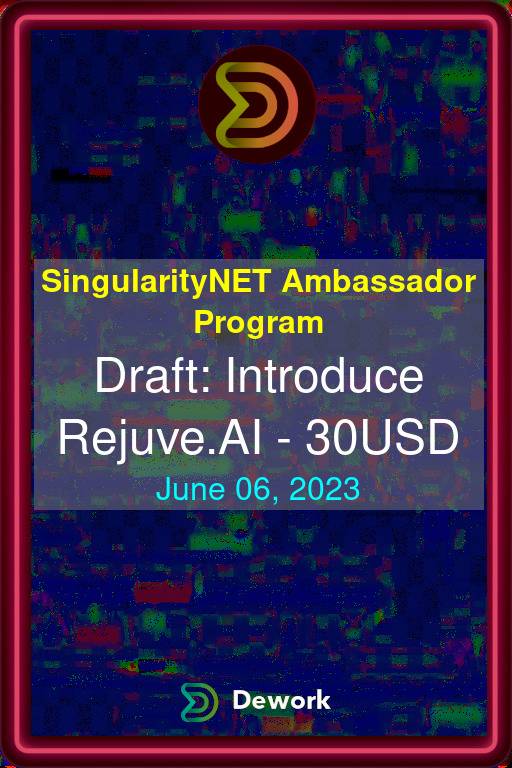 SingularityNET Ambassador
Program
Draft: Introduce
Rejuve.AI - 30USD
June 06, 2023
Dework